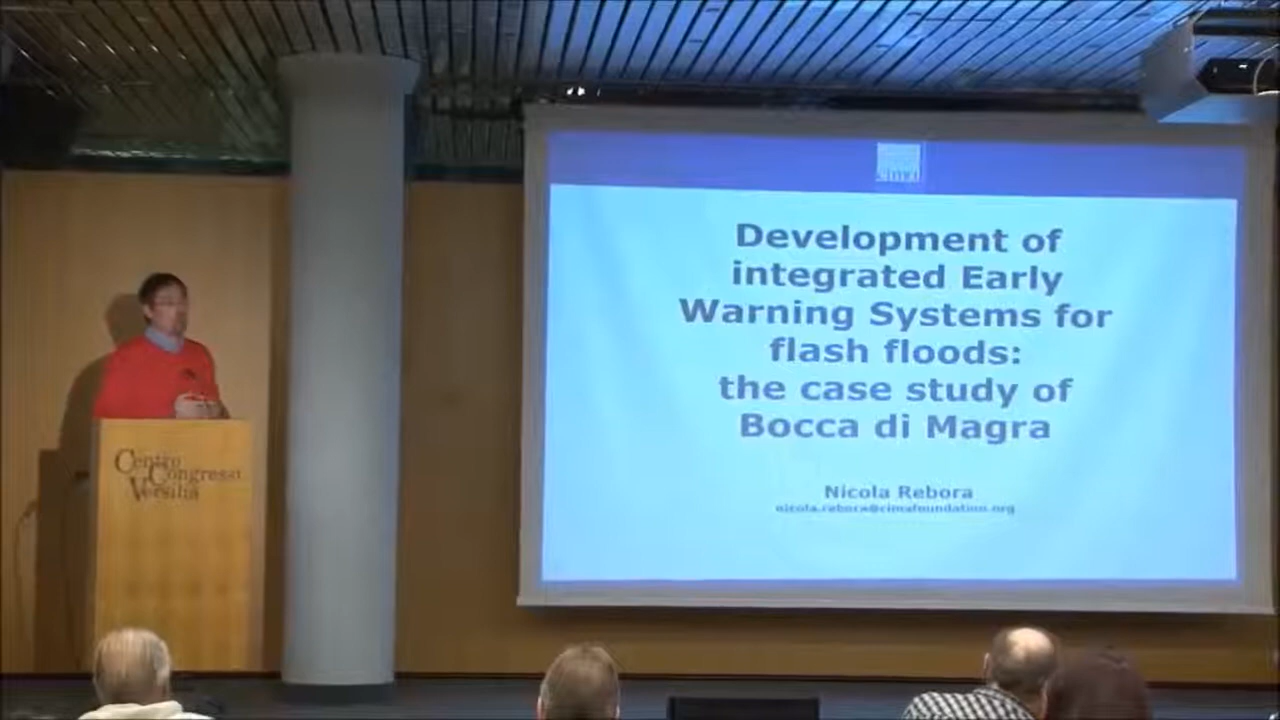 Development of
integrated Early
Warning Systems for
flash floods:
the case study of
Bocca di Magra
Nicola Rebora
nicola.rebora@cimafoundation.org
Centro
Congressi
Versilia